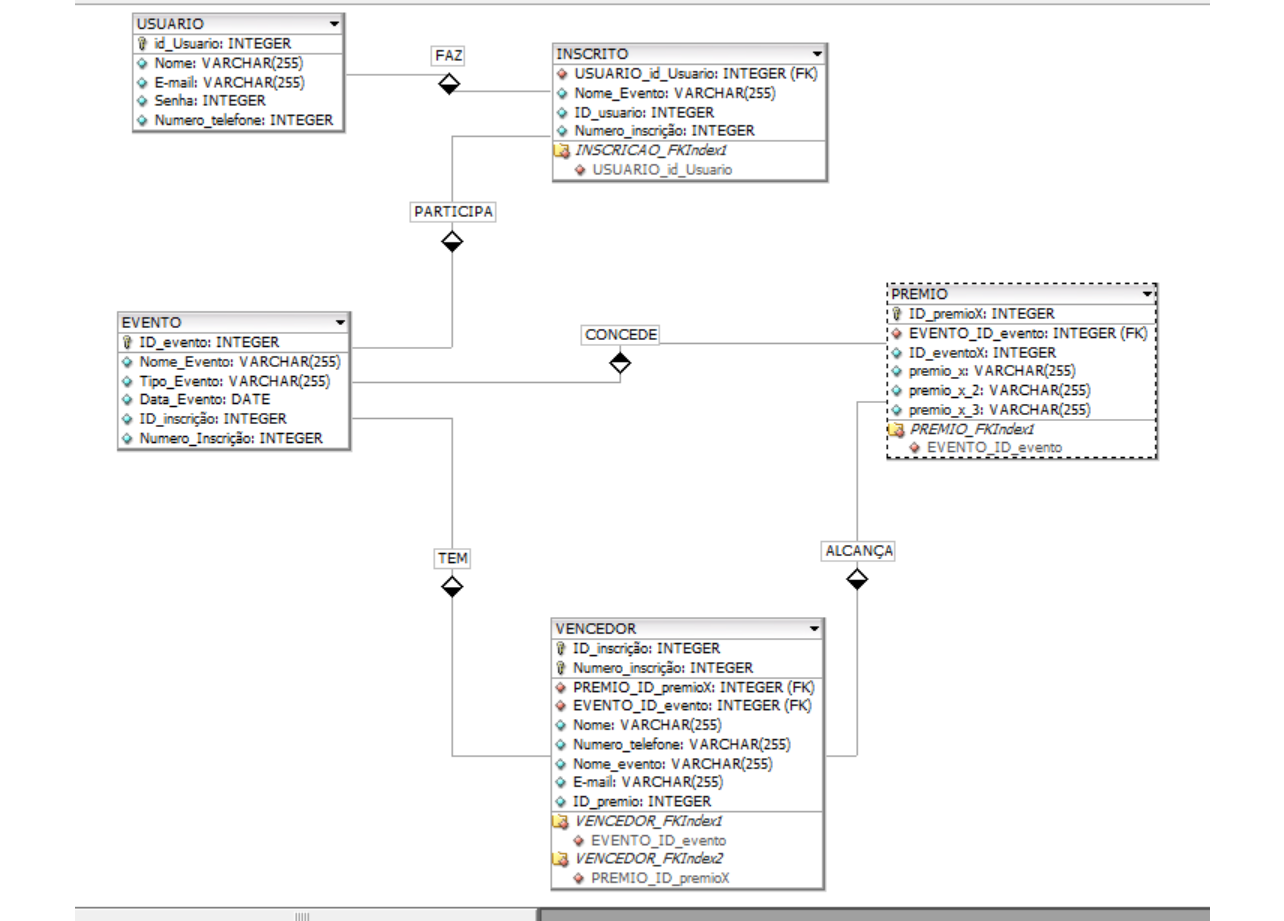 USUARIO
id_Usuario: INTEGER
Nome: VARCHAR(255)
E-mail: VARCHAR(255)
Senha: INTEGER
Numero_telefone: INTEGER
FAZ
INSCRITO
USUARIO_id_Usuario: INTEGER (FK)
Nome_Evento: VARCHAR(255)
ID_usuario: INTEGER
Numero_inscrição: INTEGER
INSCRICAO_FKIndex1
USUARIO_id_Usuario
PARTICIPA
EVENTO
ID_evento: INTEGER
Nome_Evento: VARCHAR(255)
Tipo_Evento: VARCHAR(255)
Data_Evento: DATE
ID_inscrição: INTEGER
Numero_Inscrição: INTEGER
CONCEDE
PREMIO
ID_premioX: INTEGER
EVENTO_ID_evento: INTEGER (FK)
ID_eventoX: INTEGER
premio_x: VARCHAR(255)
premio_x_2: VARCHAR(255)
premio_x_3: VARCHAR(255)
PREMIO_FKIndex1
EVENTO_ID_evento
TEM
ALCANÇA
VENCEDOR
ID_inscrição: INTEGER
Numero_inscrição: INTEGER
PREMIO_ID_premioX: INTEGER (FK)
EVENTO_ID_evento: INTEGER (FK)
Nome: VARCHAR(255)
Numero_telefone: VARCHAR(255)
Nome_evento: VARCHAR(255)
E-mail: VARCHAR(255)
ID_premio: INTEGER
VENCEDOR_FKIndex1
EVENTO_ID_evento
VENCEDOR_FKIndex2
PREMIO_ID_premioX